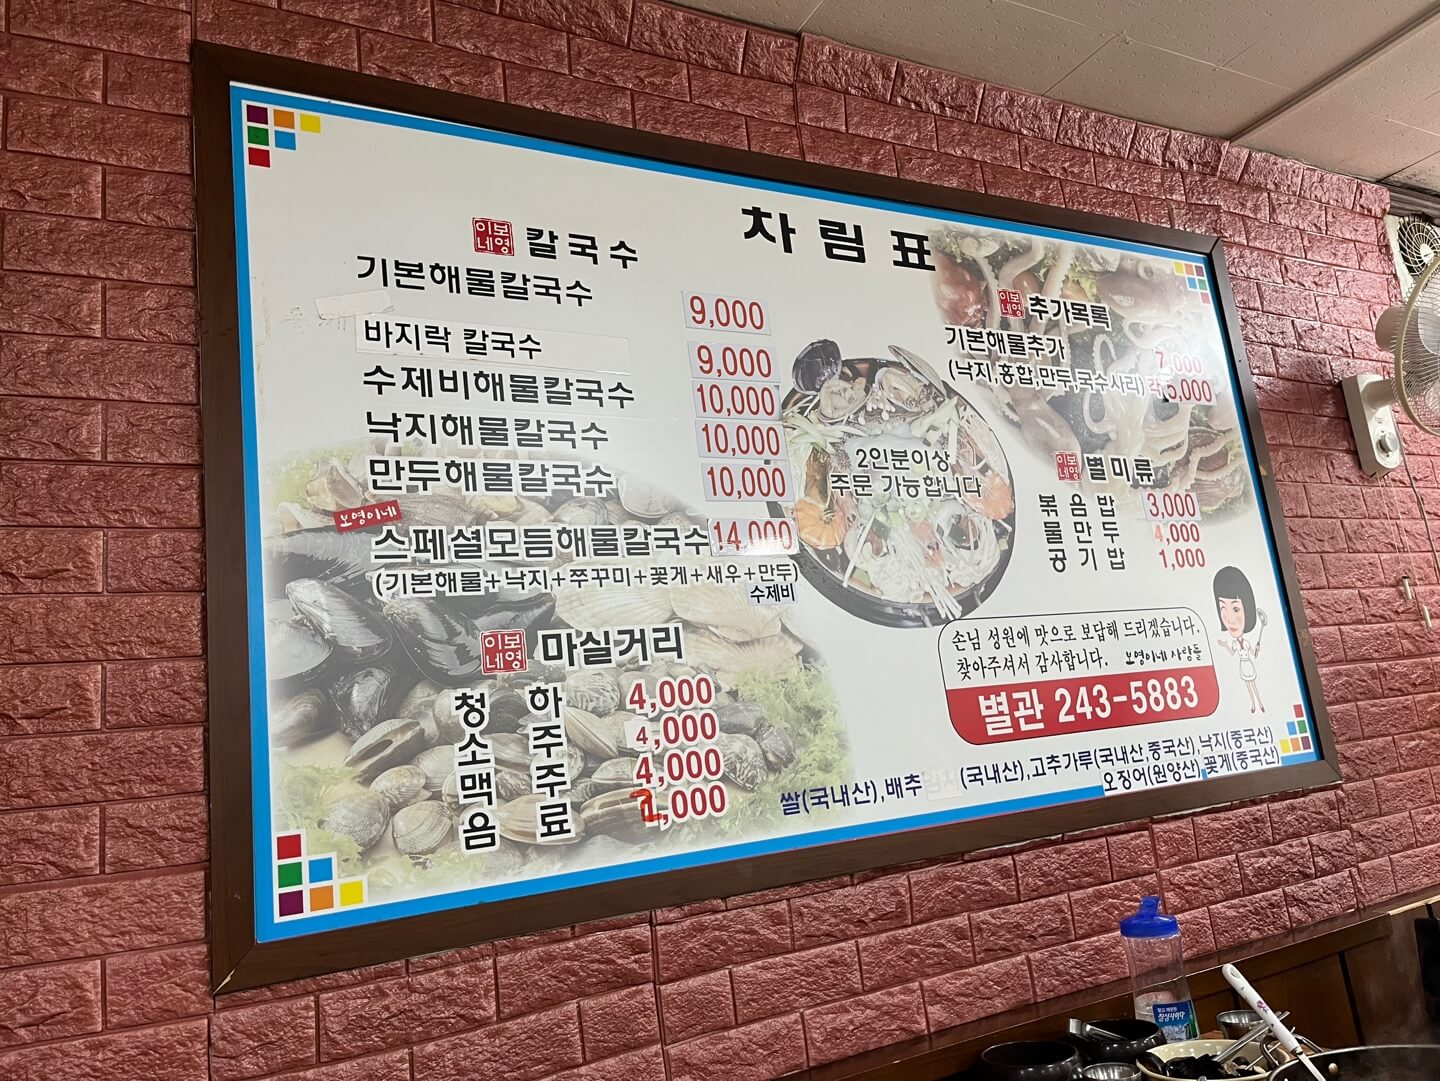 차림표
이보네영 칼국수
기본해물칼국수 9,000
바지락 칼국수 9,000
수제비해물칼국수 10,000
낙지해물칼국수 10,000
만두해물칼국수 10,000
보영이네
스페셜모듬해물칼국수 14,000
(기본해물+낙지+쭈꾸미+꽃게+새우+만두)
수제비
이보네영 마실거리
청하 4,000
소주 4,000
맥주 4,000
음료 2,000
2인분이상
주문 가능합니다
이보네영 추가목록
기본해물추가 7,000
(낙지,홍합,만두,국수사리)각 5,000
이보네영 별미류
볶음밥 3,000
물만두 4,000
공기밥 1,000
손님 성원에 맛으로 보답해 드리겠습니다.
찾아주셔서 감사합니다. 보영이네 사람들
별관 243-5883
쌀(국내산),배추 (국내산),고추가루(국내산,중국산),낙지(중국산)
오징어(원양산) 꽃게(중국산)